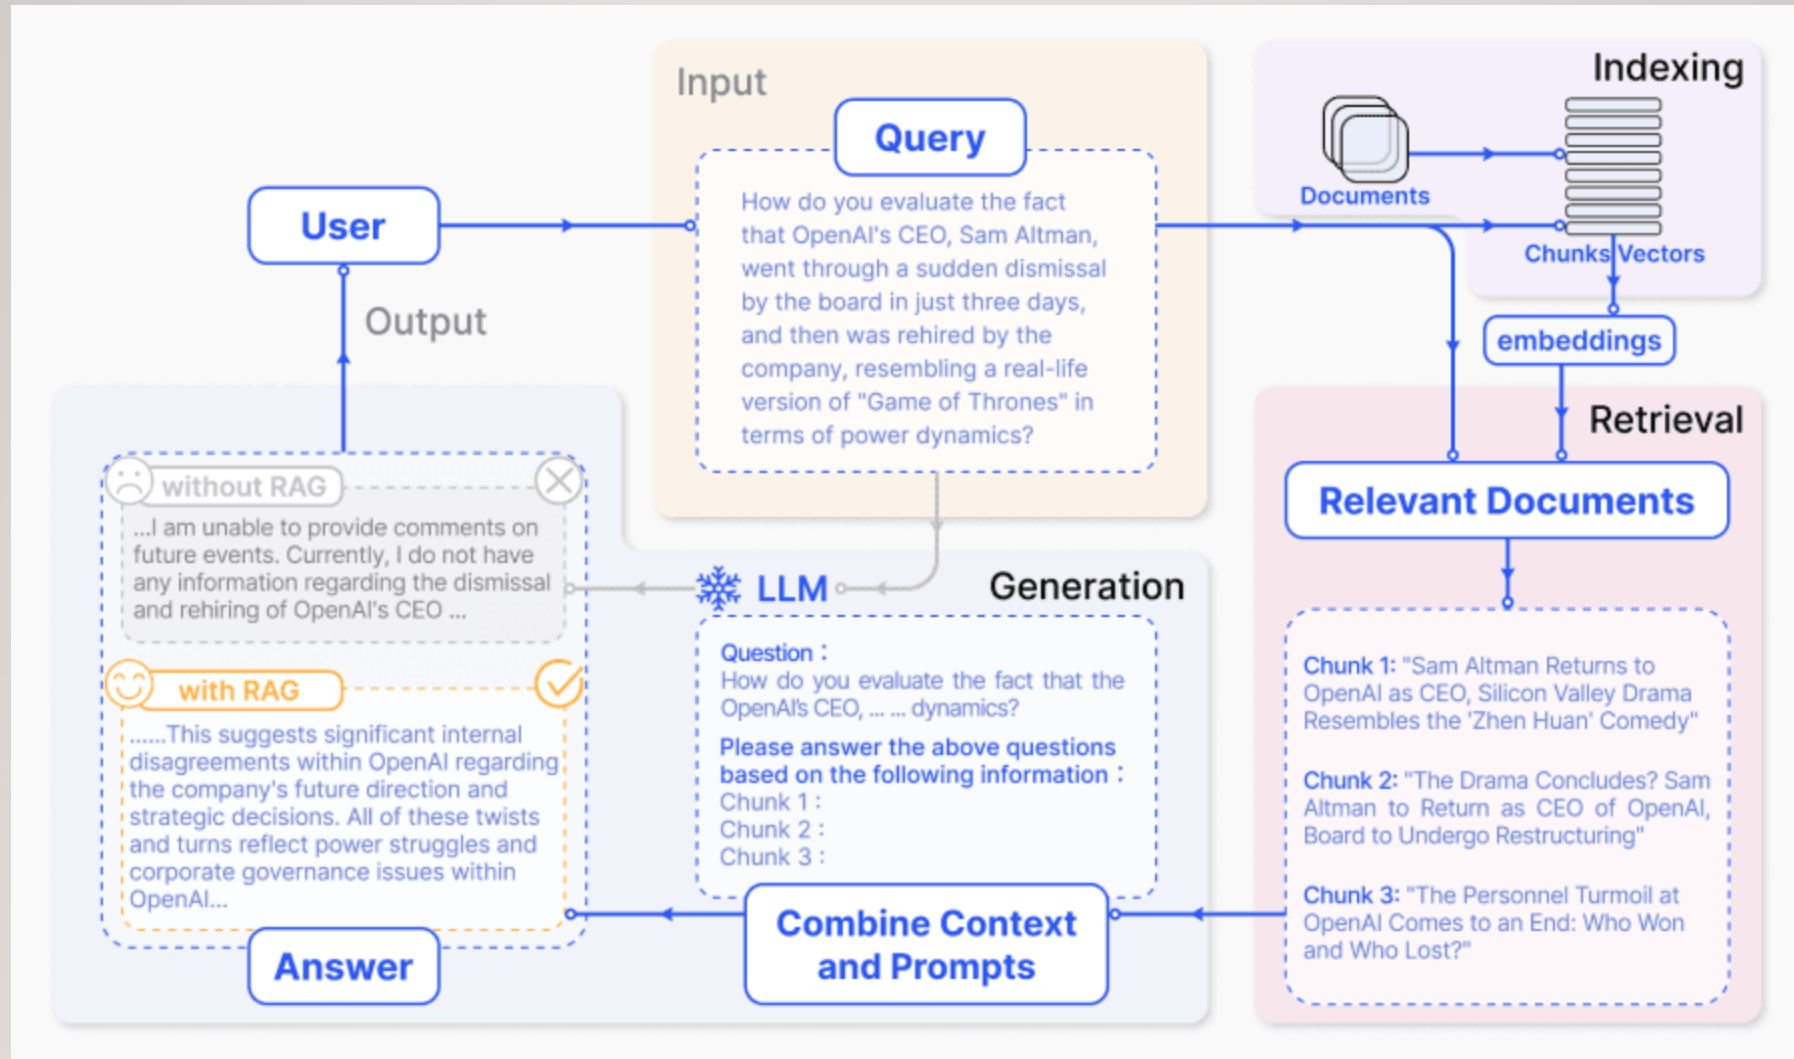 Input
Query
How do you evaluate the fact
that OpenAI's CEO, Sam Altman,
went through a sudden dismissal
by the board in just three days,
and then was rehired by the
company, resembling a real-life
version of "Game of Thrones" in
terms of power dynamics?
Indexing
Documents
Chunks Vectors
embeddings
User
Output
Retrieval
Relevant Documents
Chunk 1: "Sam Altman Returns to
OpenAI as CEO, Silicon Valley Drama
Resembles the 'Zhen Huan' Comedy"
Chunk 2: "The Drama Concludes? Sam
Altman to Return as CEO of OpenAI,
Board to Undergo Restructuring"
Chunk 3: "The Personnel Turmoil at
OpenAI Comes to an End: Who Won
and Who Lost?"
without RAG
...I am unable to provide comments on
future events. Currently, I do not have
any information regarding the dismissal
and rehiring of OpenAI's CEO ...
with RAG
......This suggests significant internal
disagreements within OpenAI regarding
the company's future direction and
strategic decisions. All of these twists
and turns reflect power struggles and
corporate governance issues within
OpenAI...
Answer
LLM
Generation
Question :
How do you evaluate the fact that the
OpenAI's CEO, ... ... dynamics?
Please answer the above questions
based on the following information :
Chunk 1 :
Chunk 2 :
Chunk 3 :
Combine Context
and Prompts